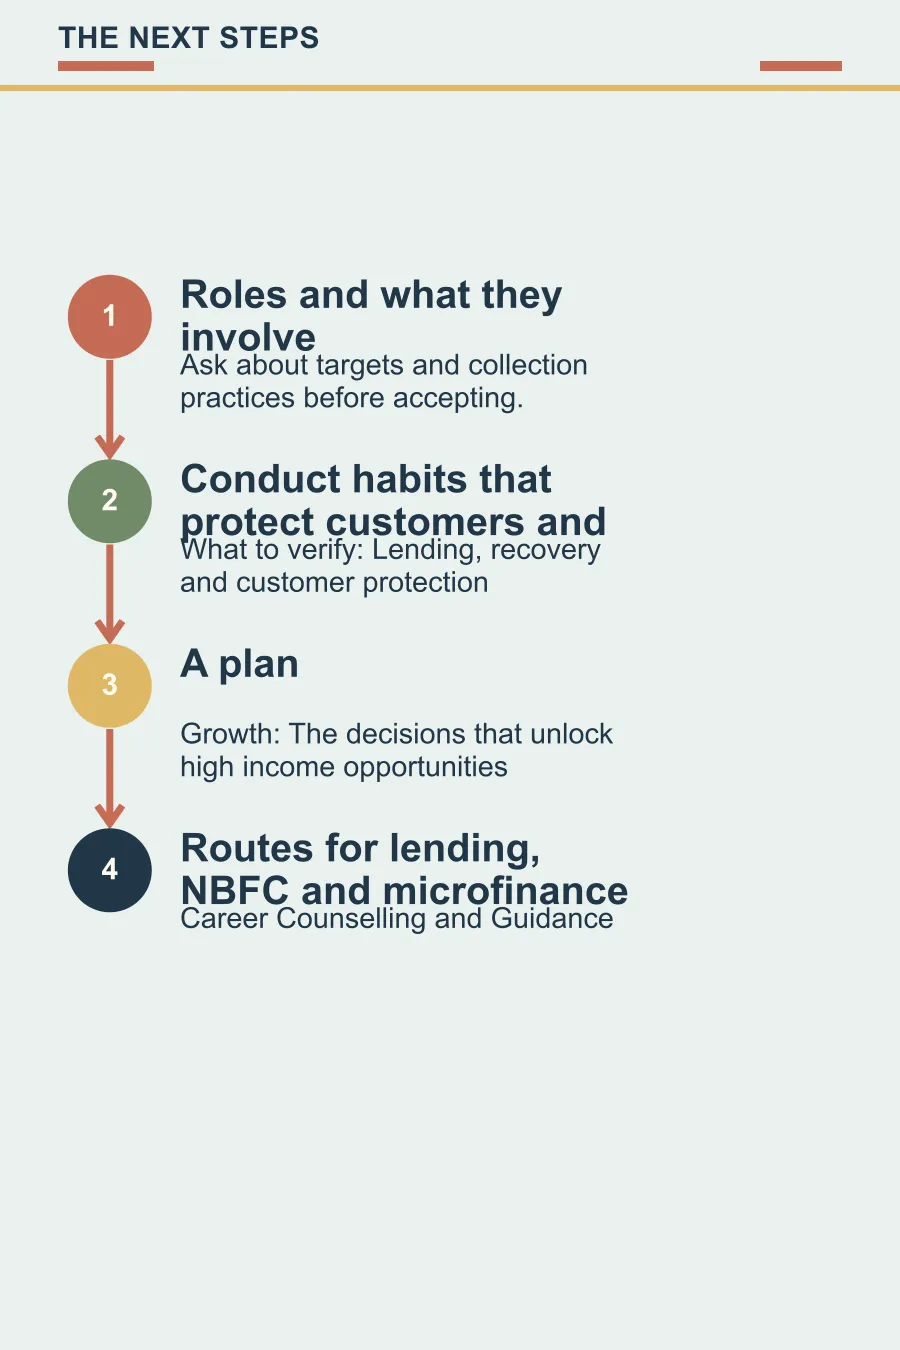 THE NEXT STEPS
1
Roles and what they
involve
Ask about targets and collection
practices before accepting.
2
Conduct habits that
protect customers and
What to verify: Lending, recovery
and customer protection
3
A plan
Growth: The decisions that unlock
high income opportunities
4
Routes for lending,
NBFC and microfinance
Career Counselling and Guidance